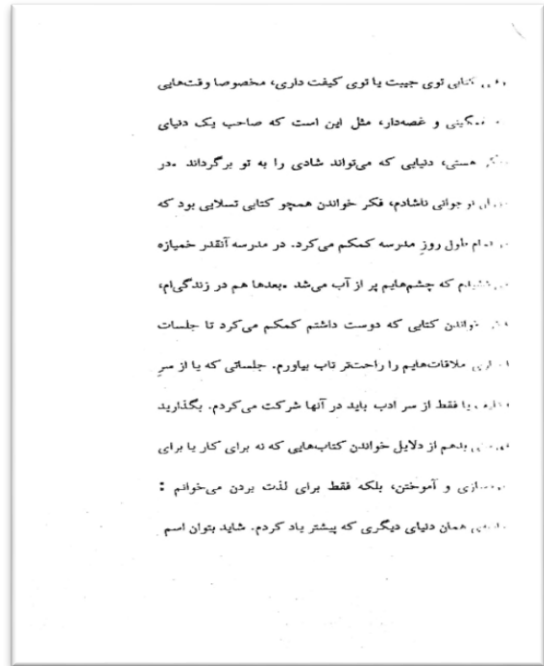 کتابی توی جیبت یا توی کیفت داری، مخصوصا وقت‌هایی
غمگینی و غصه‌دار، مثل این است که صاحب یک دنیای
هستی، دنیایی که می‌تواند شادی را به تو برگرداند .در
جوانی ناشادم، فکر خواندن همچو کتابی تسلایی بود که
طول روز مدرسه کمکم می‌کرد. در مدرسه آنقدر خمیازه
که چشم‌هایم پر از آب می‌شد .بعدها هم در زندگی‌ام،
خواندن کتابی که دوست داشتم کمکم می‌کرد تا جلسات
ملاقات‌هایم را راحت‌تر تاب بیاورم. جلساتی که یا از سرِ
یا فقط از سر ادب باید در آنها شرکت می‌کردم. بگذارید
بدهم از دلایل خواندن کتاب‌هایی که نه برای کار یا برای
و آموختن، بلکه فقط برای لذت بردن می‌خوانم :
همان دنیای دیگری که پیشتر یاد کردم. شاید بتوان اسم